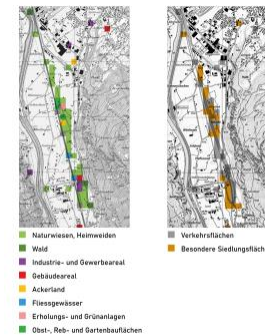 Naturwiesen, Heimweiden
Wald
Industrie- und Gewerbeareal
Gebäudeareal
Ackerland
Fliessgewässer
Erholungs- und Grünanlagen
Obst-, Reb- und Gartenbauflächen
Verkehrsflächen
Besondere Siedlungsfläch